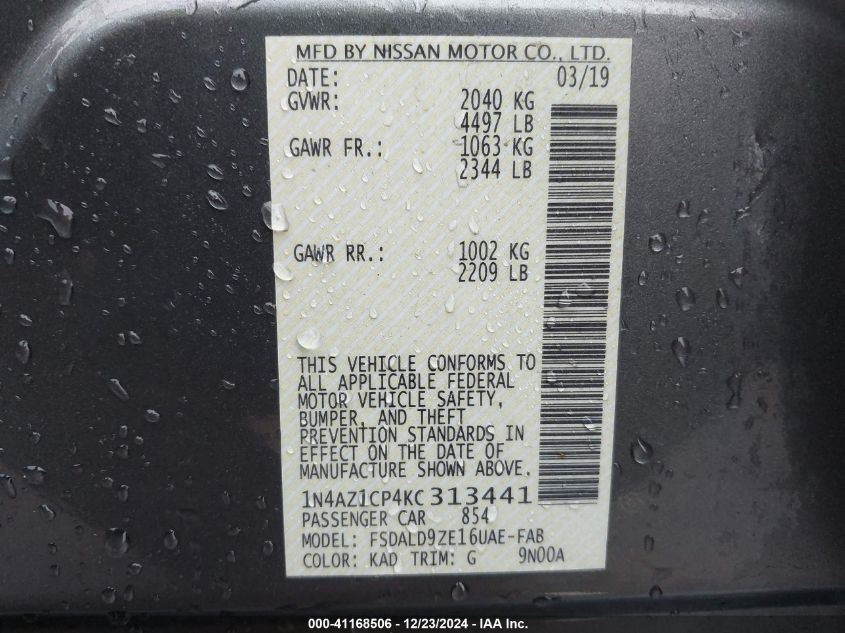 MFD BY NISSAN MOTOR CO., LTD.
DATE: 03/19
GVWR: 2040 KG
4497 LB
GAWR FR.: 1063 KG
2344 LB
GAWR RR.: 1002 KG
2209 LB
THIS VEHICLE CONFORMS TO
ALL APPLICABLE FEDERAL
MOTOR VEHICLE SAFETY,
BUMPER, AND THEFT
PREVENTION STANDARDS IN
EFFECT ON THE DATE OF
MANUFACTURE SHOWN ABOVE.
1N4AZ1CP4KC313441
PASSENGER CAR 854
MODEL: FSDALD9ZE16UAE-FAB
COLOR: KAD TRIM: G 9N00A
000-41168506 - 12/23/2024 - IAA Inc.